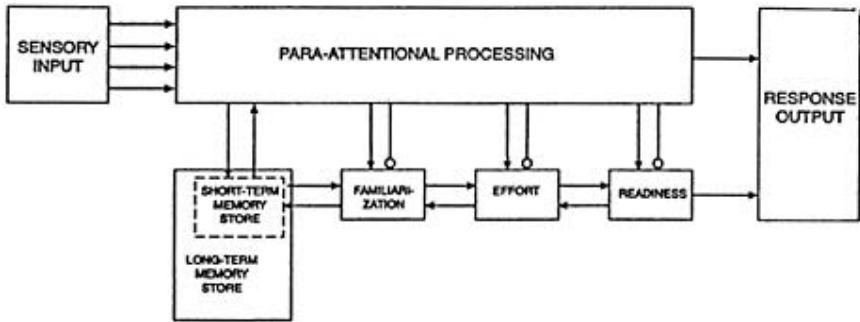 SENSORY
INPUT
PARA-ATTENTIONAL PROCESSING
RESPONSE
OUTPUT
SHORT-TERM
MEMORY
STORE
FAMILIARI-
ZATION
EFFORT
READINESS
LONG-TERM
MEMORY
STORE